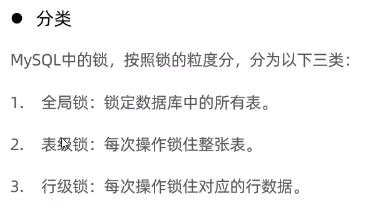 ● 分类
MySQL中的锁，按照锁的粒度分，分为以下三类：
1. 全局锁：锁定数据库中的所有表。
2. 表级锁：每次操作锁住整张表。
3. 行级锁：每次操作锁住对应的行数据。